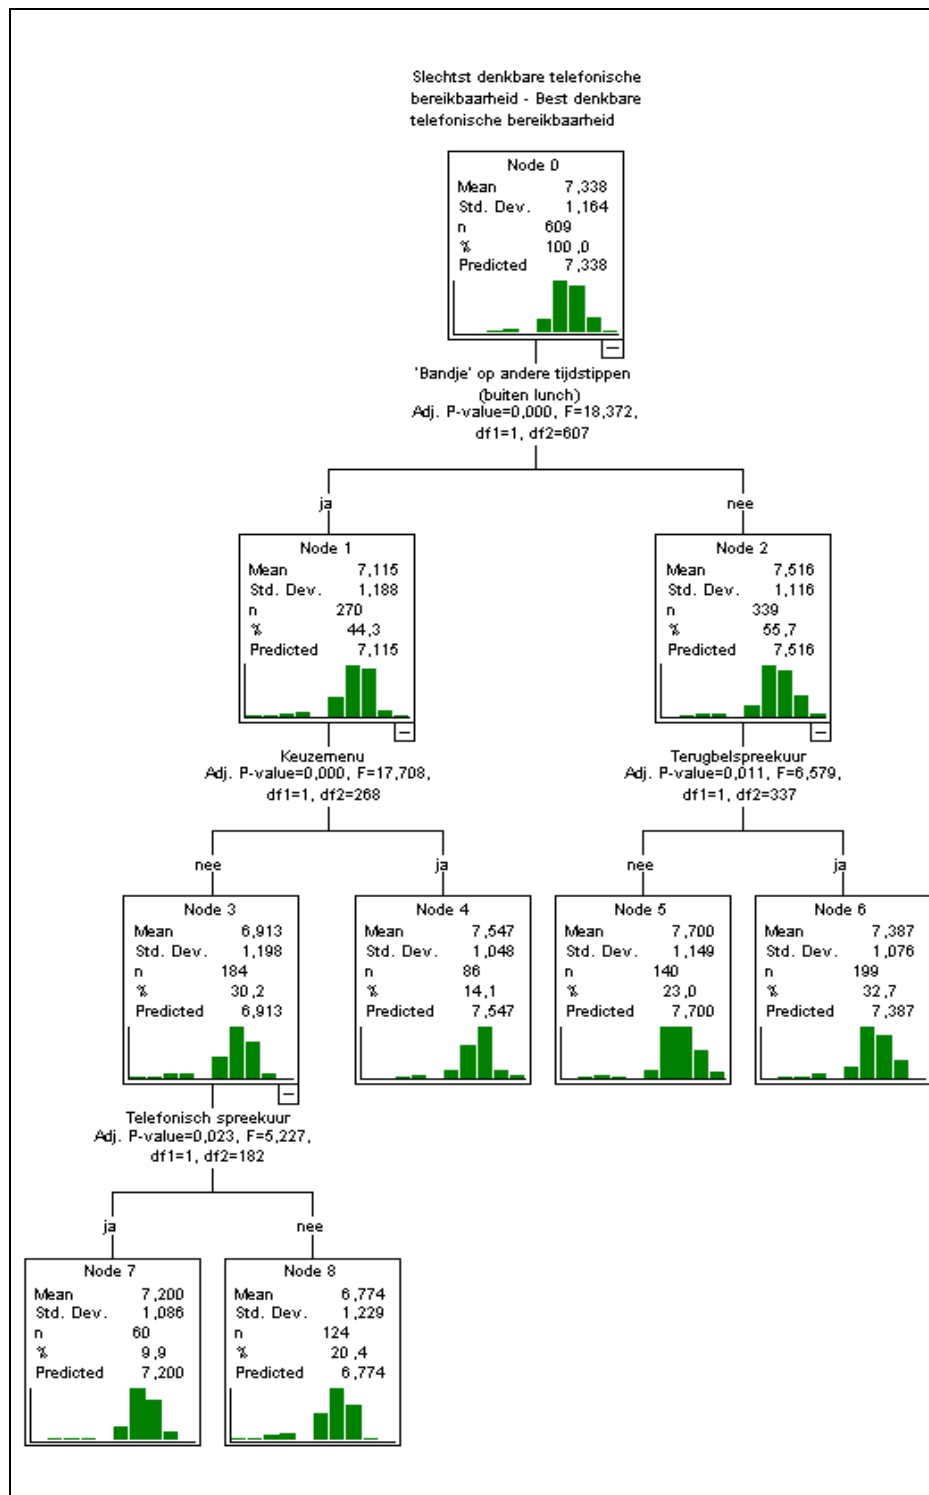 Slechtst denkbare telefonische
bereikbaarheid - Best denkbare
telefonische bereikbaarheid
Node 0
Mean 7,338
Std. Dev. 1,164
n 609
% 100,0
Predicted 7,338
'Bandje' op andere tijdstippen
(buiten lunch)
Adj. P-value=0,000, F=18,372,
df1=1, df2=607
ja
nee
Node 1
Mean 7,115
Std. Dev. 1,188
n 270
% 44,3
Predicted 7,115
Node 2
Mean 7,516
Std. Dev. 1,116
n 339
% 55,7
Predicted 7,516
Keuzemenu
Adj. P-value=0,000, F=17,708,
df1=1, df2=268
Terugbelspreekuur
Adj. P-value=0,011, F=6,579,
df1=1, df2=337
nee
ja
nee
ja
Node 3
Mean 6,913
Std. Dev. 1,198
n 184
% 30,2
Predicted 6,913
Node 4
Mean 7,547
Std. Dev. 1,048
n 86
% 14,1
Predicted 7,547
Node 5
Mean 7,700
Std. Dev. 1,149
n 140
% 23,0
Predicted 7,700
Node 6
Mean 7,387
Std. Dev. 1,076
n 199
% 32,7
Predicted 7,387
Telefonisch spreekuur
Adj. P-value=0,023, F=5,227,
df1=1, df2=182
ja
nee
Node 7
Mean 7,200
Std. Dev. 1,086
n 60
% 9,9
Predicted 7,200
Node 8
Mean 6,774
Std. Dev. 1,229
n 124
% 20,4
Predicted 6,774